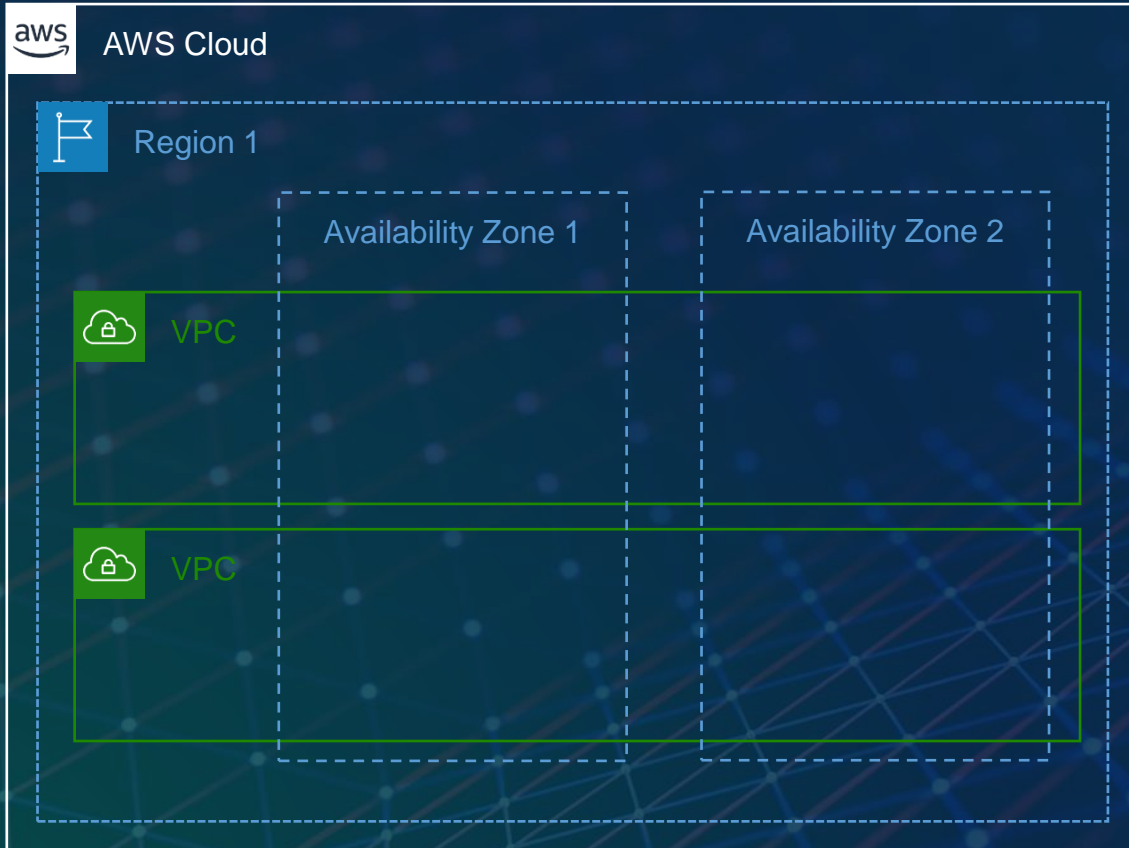 aws
AWS Cloud
Region 1
Availability Zone 1
Availability Zone 2
VPC
VPC